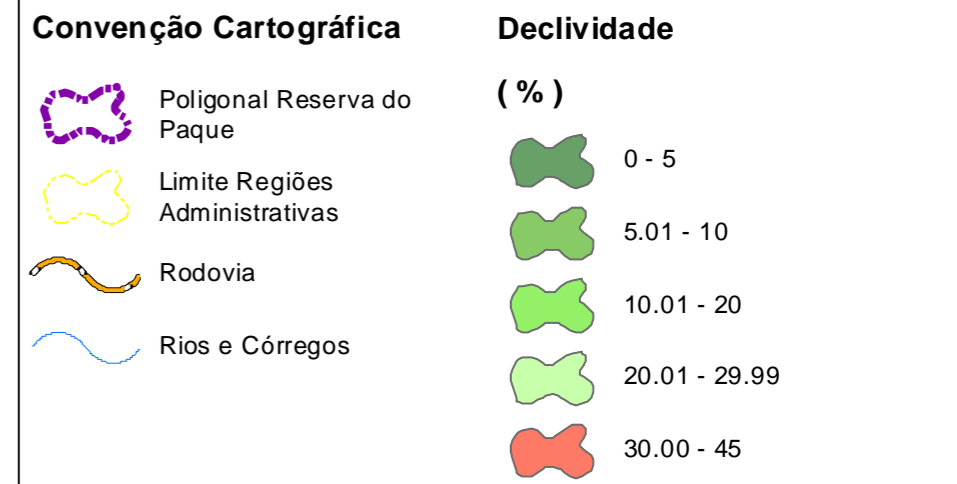 Convenção Cartográfica
Poligonal Reserva do
Paque
Limite Regiões
Administrativas
Rodovia
Rios e Córregos
Declividade
( % )
0 - 5
5.01 - 10
10.01 - 20
20.01 - 29.99
30.00 - 45